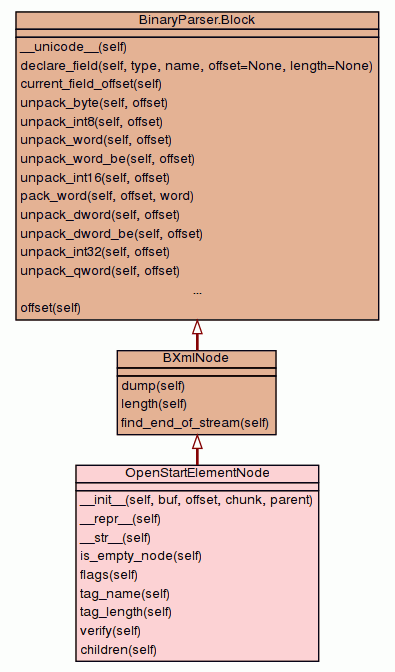 BinaryParser.Block
__unicode__(self)
declare_field(self, type, name, offset=None, length=None)
current_field_offset(self)
unpack_byte(self, offset)
unpack_int8(self, offset)
unpack_word(self, offset)
unpack_word_be(self, offset)
unpack_int16(self, offset)
pack_word(self, offset, word)
unpack_dword(self, offset)
unpack_dword_be(self, offset)
unpack_int32(self, offset)
unpack_qword(self, offset)
...
offset(self)
BXmlNode
dump(self)
length(self)
find_end_of_stream(self)
OpenStartElementNode
__init__(self, buf, offset, chunk, parent)
__repr__(self)
__str__(self)
is_empty_node(self)
flags(self)
tag_name(self)
tag_length(self)
verify(self)
children(self)